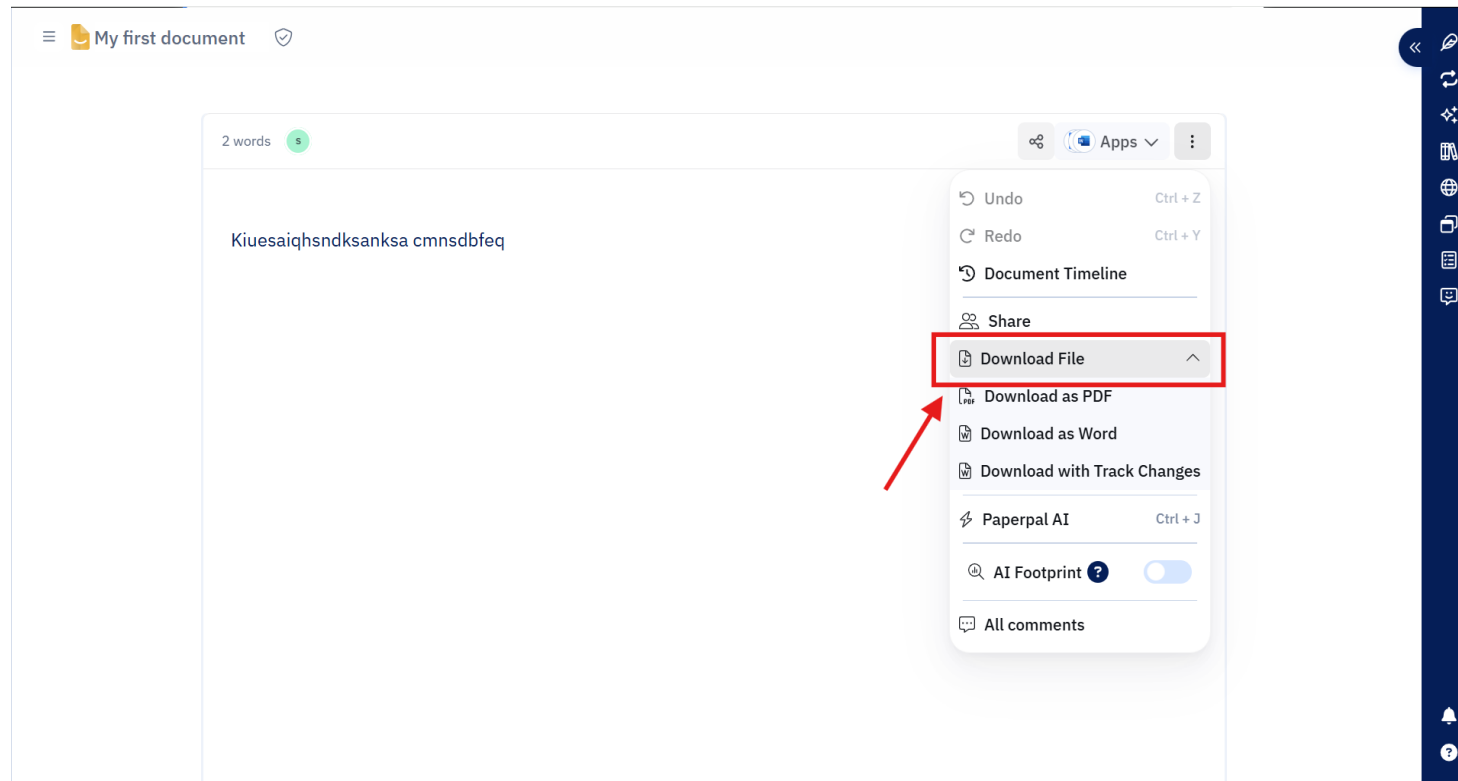 My first document
2 words
S
Apps
Undo Ctrl + Z
Redo Ctrl + Y
Document Timeline
Share
Download File
PDF Download as PDF
W Download as Word
W Download with Track Changes
Paperpal AI Ctrl + J
AI Footprint ?
All comments
Kiuesaiqhsndksanksa cmnsdbfeq
?